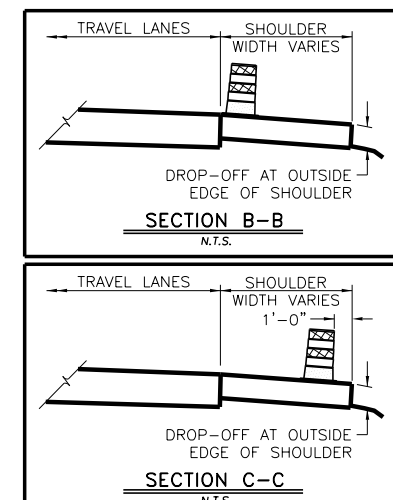 TRAVEL LANES
SHOULDER
WIDTH VARIES
DROP-OFF AT OUTSIDE
EDGE OF SHOULDER
SECTION B-B
N.T.S.
TRAVEL LANES
SHOULDER
WIDTH VARIES
1'-0"
DROP-OFF AT OUTSIDE
EDGE OF SHOULDER
SECTION C-C
N.T.S.